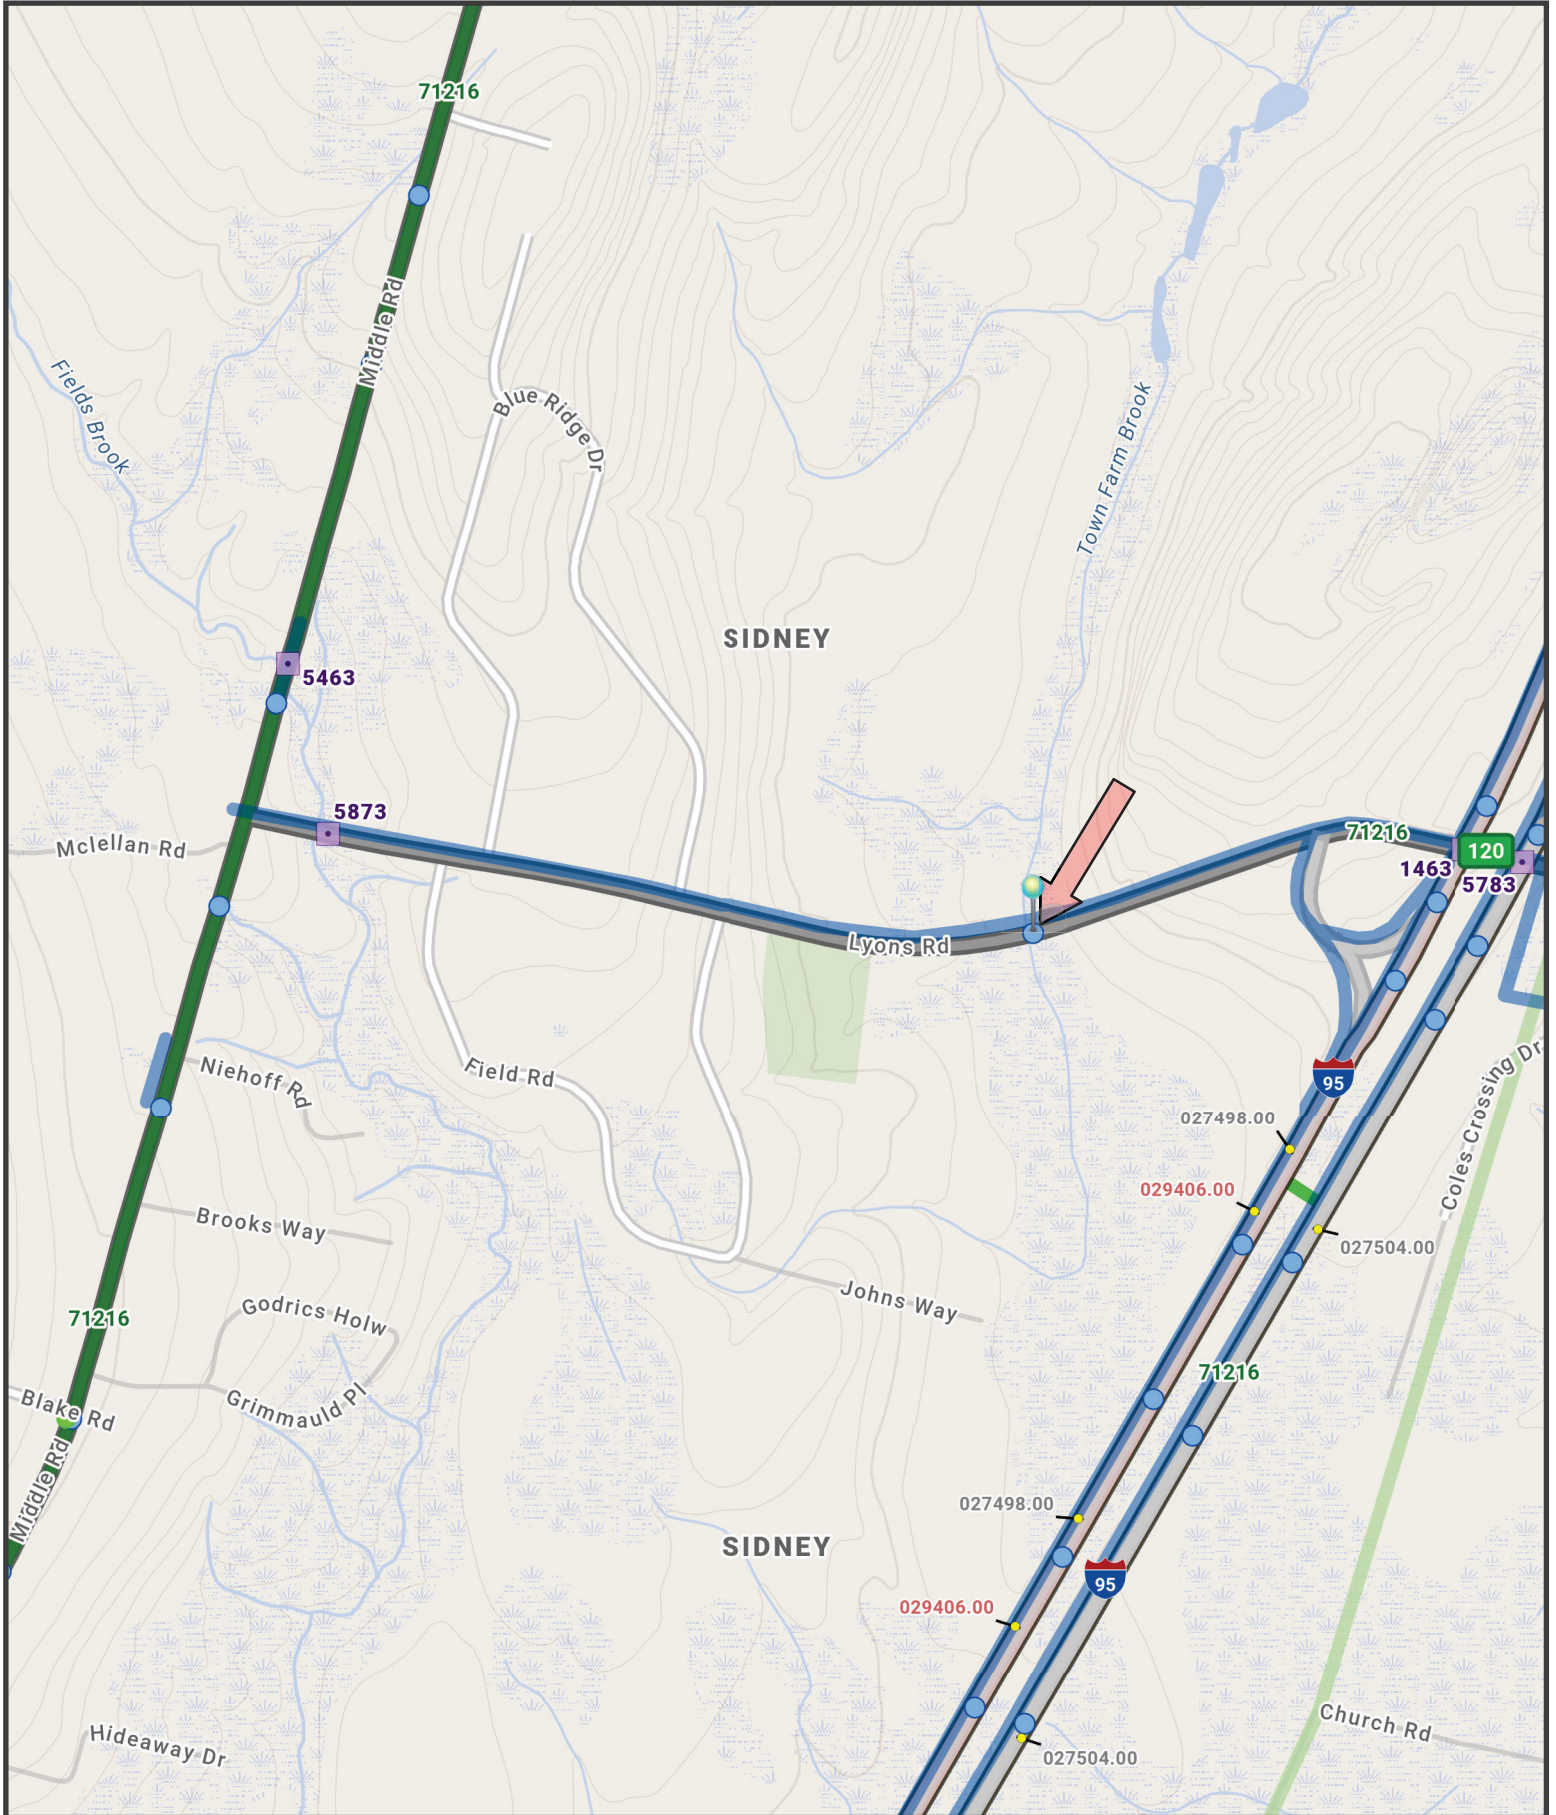 71216
Middle Rd
Fields Brook
Blue Ridge Dr
Town Farm Brook
SIDNEY
5463
5873
Mclellan Rd
71216
120
1463
5783
Lyons Rd
Niehoff Rd
Field Rd
95
Coles Crossing Dr
027498.00
029406.00
027504.00
Brooks Way
Johns Way
Godrics Holw
71216
Grimmauld Pl
Blake Rd
71216
Middle Rd
027498.00
SIDNEY
95
029406.00
Church Rd
Hideaway Dr
027504.00